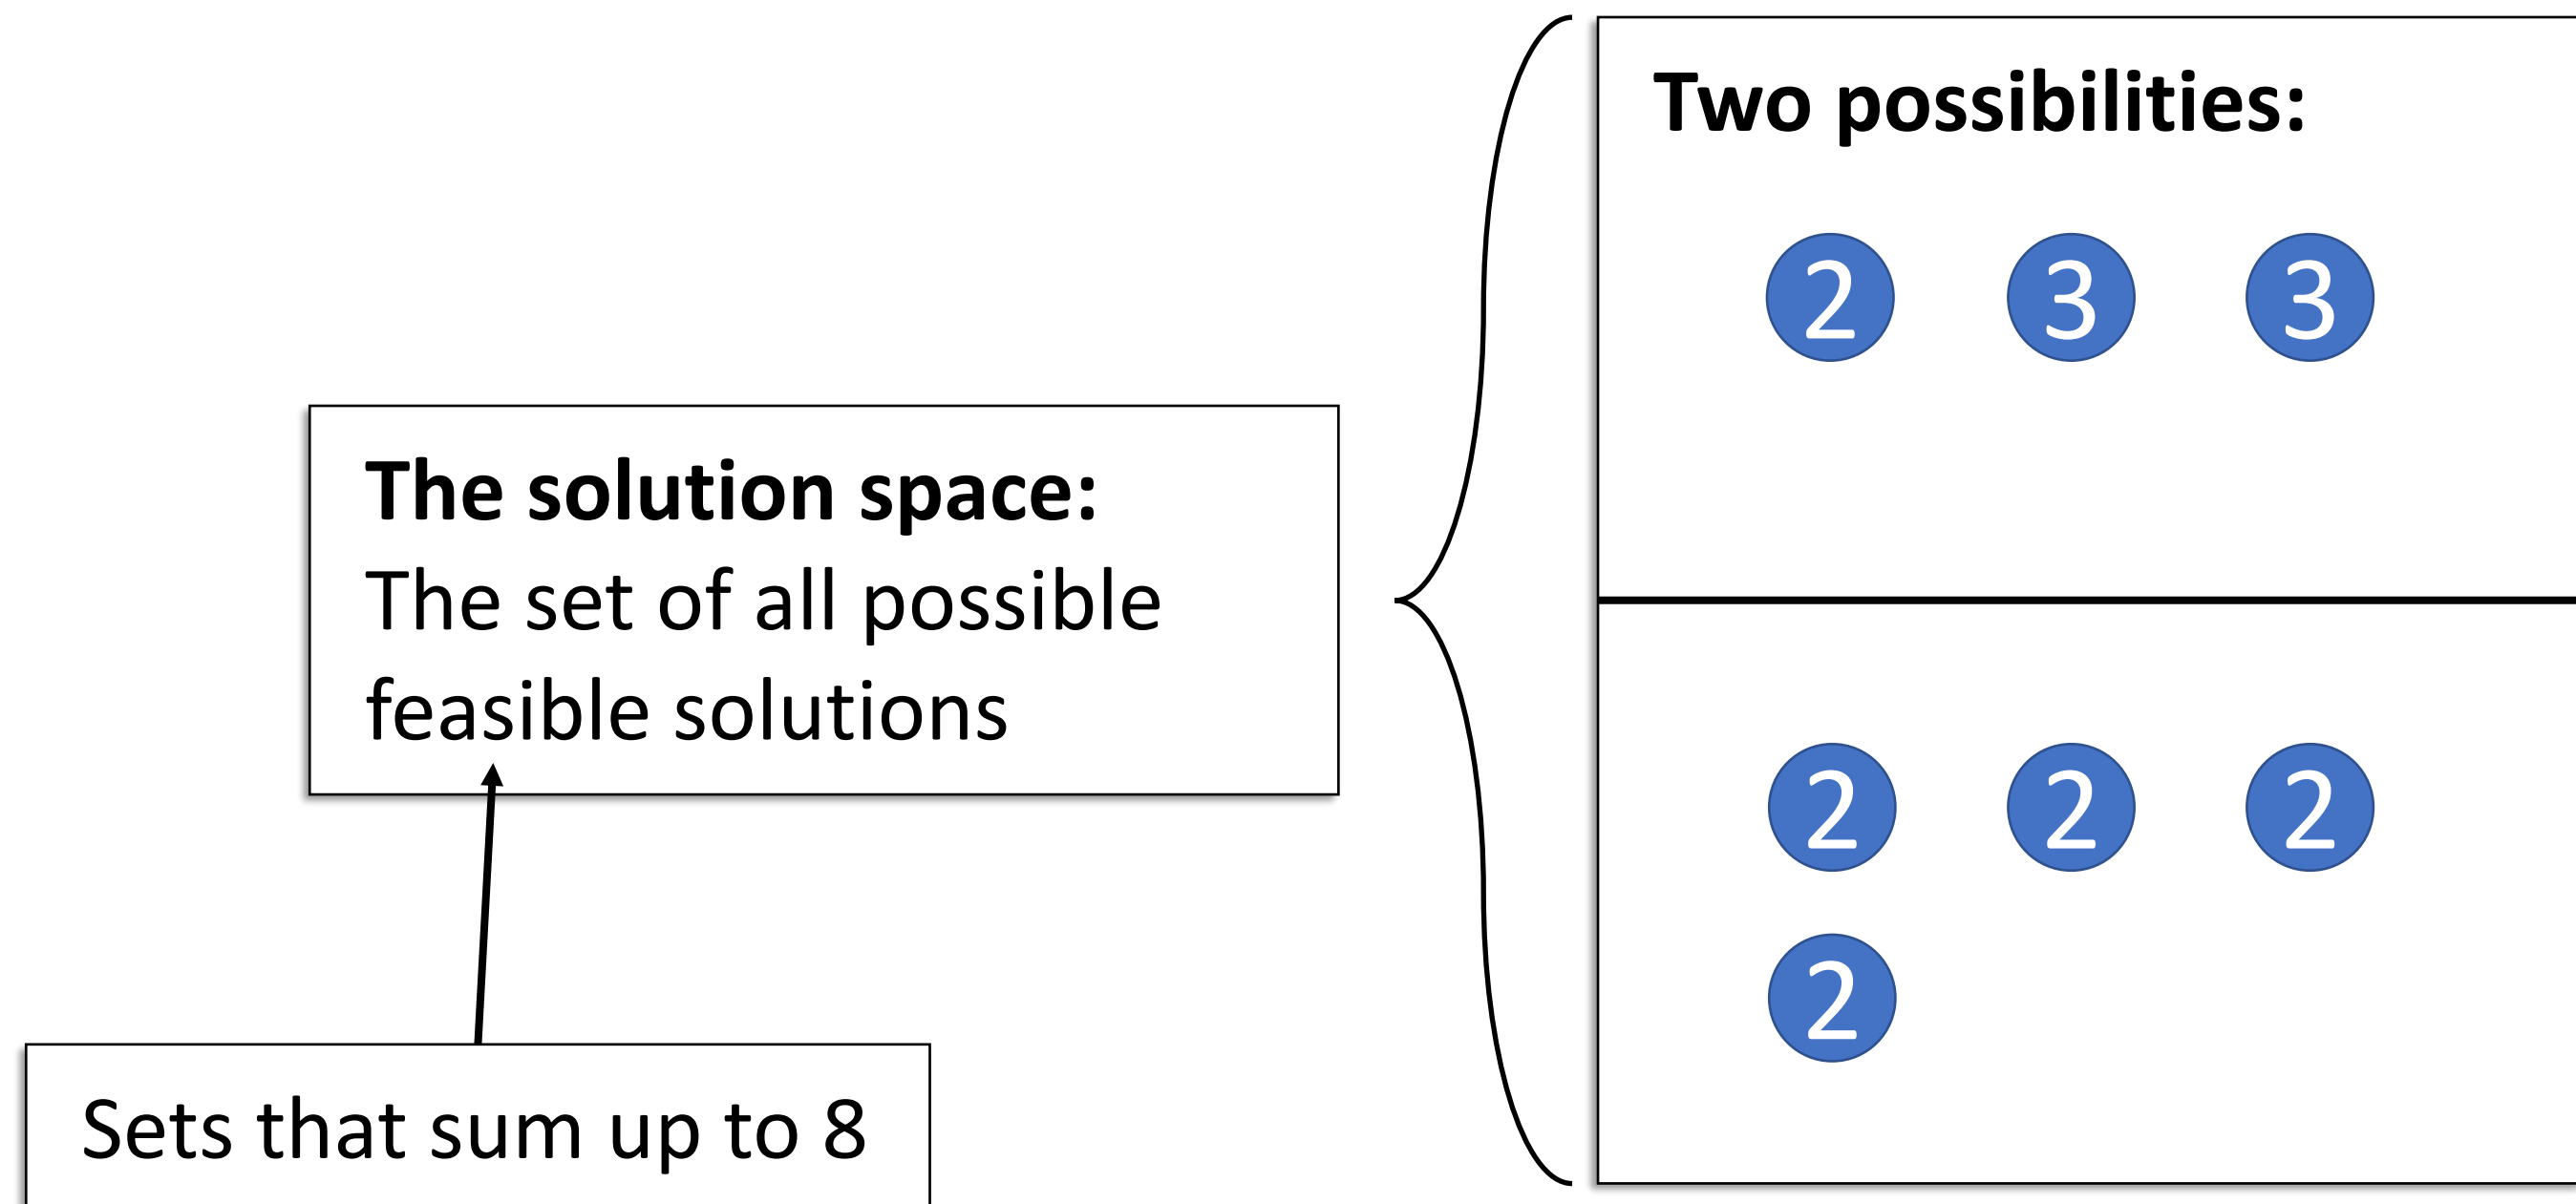 Two possibilities:
2 3 3
The solution space:
The set of all possible
feasible solutions
2 2 2
2
Sets that sum up to 8